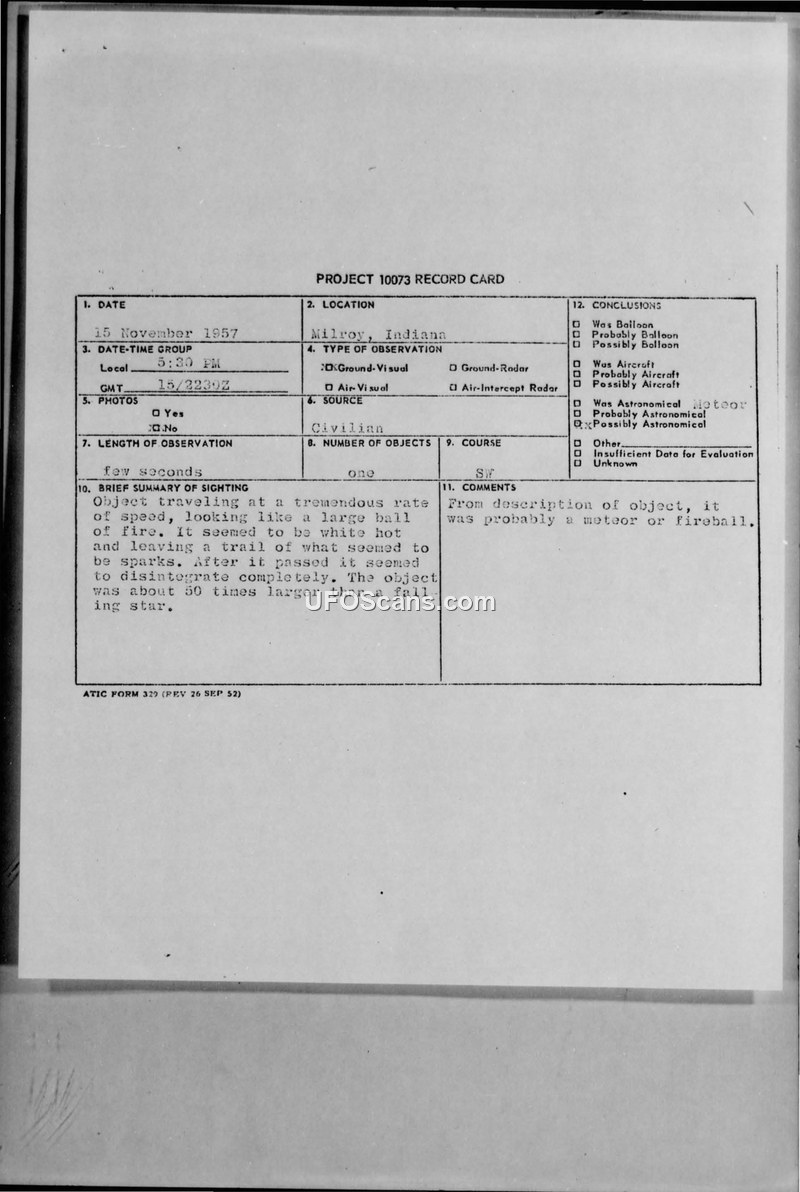 PROJECT 10073 RECORD CARD
1. DATE
15 November 1957
2. LOCATION
Milroy, Indiana
12. CONCLUSIONS
Was Balloon
Probably Balloon
Possibly Balloon
Was Aircraft
Probably Aircraft
Possibly Aircraft
Was Astronomical Meteor
Probably Astronomical
x Possibly Astronomical
Other
Insufficient Data for Evaluation
Unknown
3. DATE-TIME GROUP
Local 5:30 PM
GMT 15/2230Z
4. TYPE OF OBSERVATION
Ground-Visual
Ground-Radar
Air-Visual
Air-Intercept Radar
5. PHOTOS
Yes
No
6. SOURCE
Civilian
7. LENGTH OF OBSERVATION
few seconds
8. NUMBER OF OBJECTS
one
9. COURSE
SW
10. BRIEF SUMMARY OF SIGHTING
Object traveling at a tremendous rate
of speed, looking like a large ball
of fire. It seemed to be white hot
and leaving a trail of what seemed to
be sparks. After it passed it seemed
to disintegrate completely. The object
was about 50 times larger than a fall-
ing star.
11. COMMENTS
From description of object, it
was probably a meteor or fireball.
UFOScans.com
ATIC FORM 329 (REV 26 SEP 52)